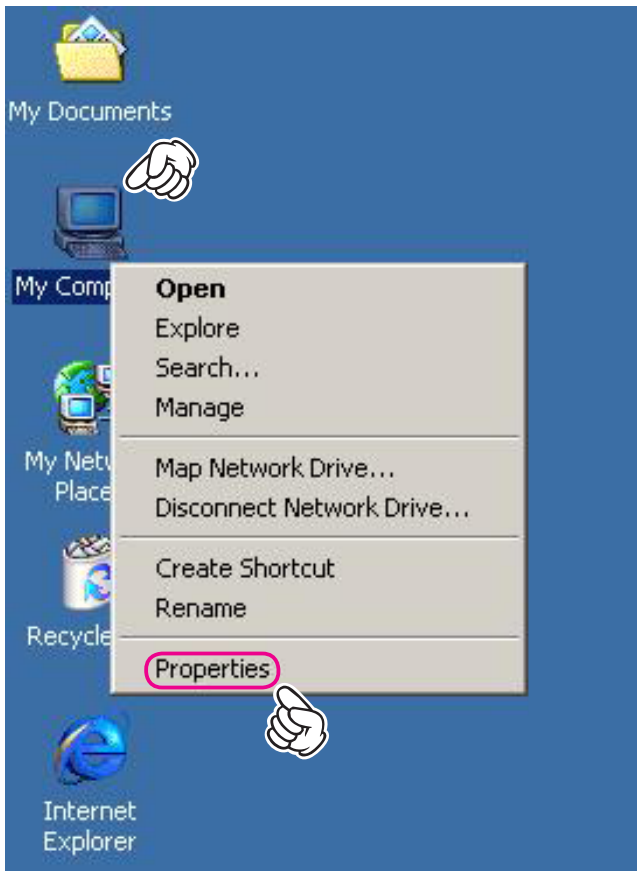 My Documents
My Comp
Open
Explore
Search...
Manage
My Netw
Place
Map Network Drive...
Disconnect Network Drive...
Create Shortcut
Rename
Recycle
Properties
Internet
Explorer